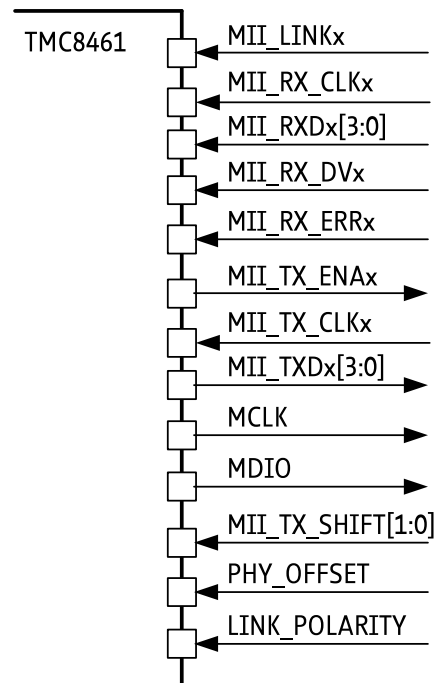 TMC8461
MII_LINKx
MII_RX_CLKx
MII_RXDx[3:0]
MII_RX_DVx
MII_RX_ERRx
MII_TX_ENAx
MII_TX_CLKx
MII_TXDx[3:0]
MCLK
MDIO
MII_TX_SHIFT[1:0]
PHY_OFFSET
LINK_POLARITY